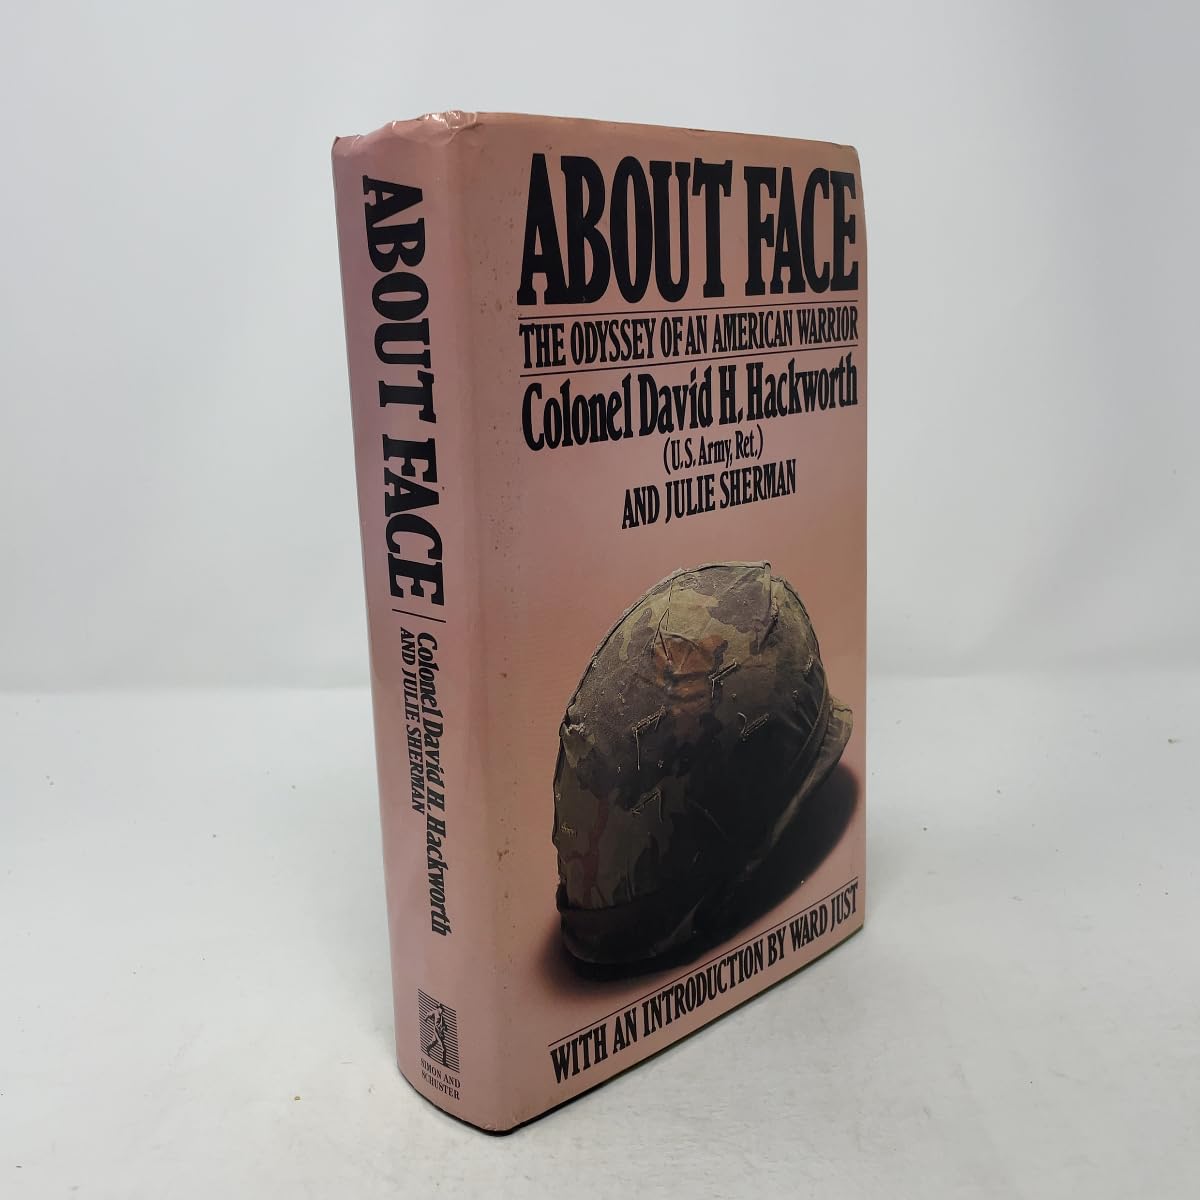 ABOUT FACE
THE ODYSSEY OF AN AMERICAN WARRIOR
Colonel David H. Hackworth
(U.S. Army, Ret.)
AND JULIE SHERMAN
WITH AN INTRODUCTION BY WARD JUST
ABOUT FACE
Colonel David H. Hackworth
AND JULIE SHERMAN
SIMON AND
SCHUSTER